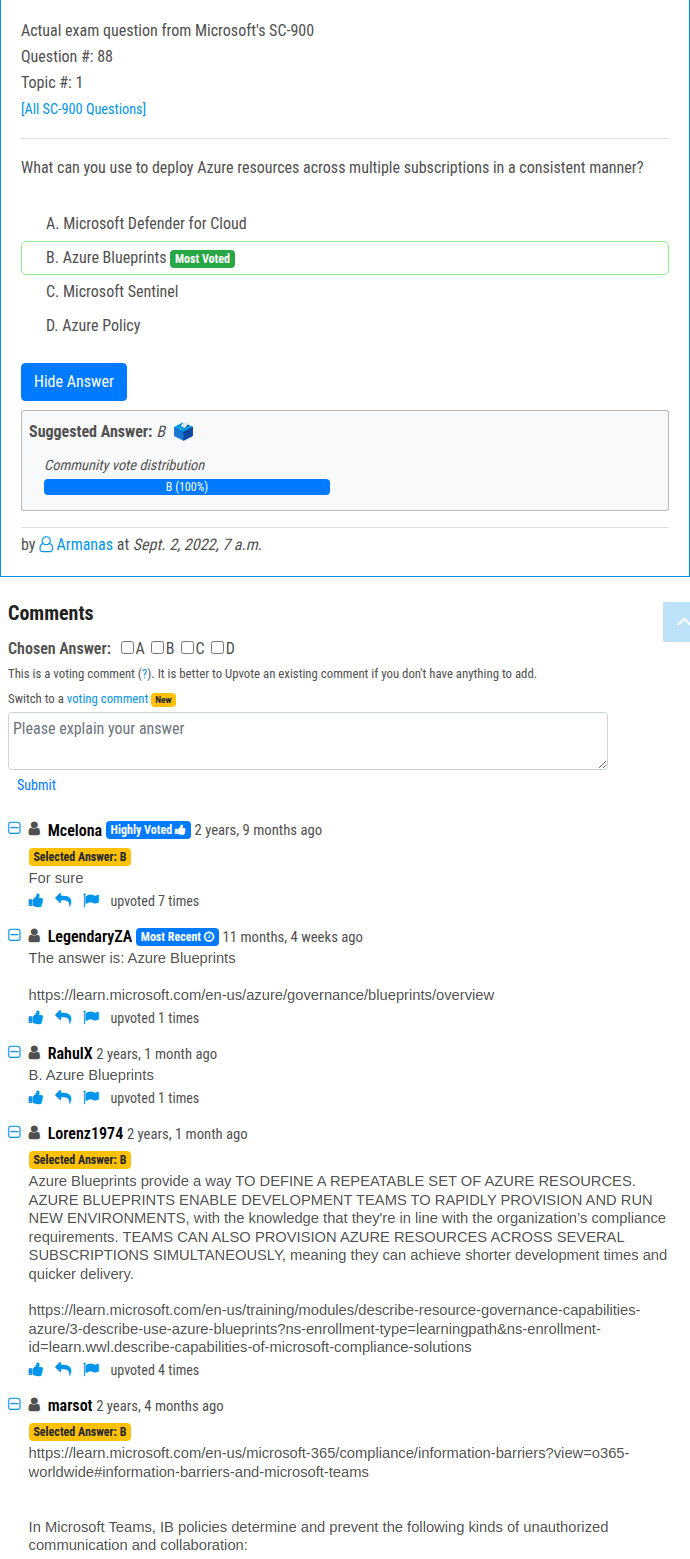 Actual exam question from Microsoft's SC-900
Question #: 88
Topic #: 1
[All SC-900 Questions]
What can you use to deploy Azure resources across multiple subscriptions in a consistent manner?
A. Microsoft Defender for Cloud
B. Azure Blueprints Most Voted
C. Microsoft Sentinel
D. Azure Policy
Hide Answer
Suggested Answer: B
Community vote distribution
B (100%)
by Armanas at Sept. 2, 2022, 7 a.m.
Comments
Chosen Answer: A B C D
This is a voting comment (?). It is better to Upvote an existing comment if you don't have anything to add.
Switch to a voting comment New
Please explain your answer
Submit
Mcelona Highly Voted 2 years, 9 months ago
Selected Answer: B
For sure
upvoted 7 times
LegendaryZA Most Recent 11 months, 4 weeks ago
The answer is: Azure Blueprints
https://learn.microsoft.com/en-us/azure/governance/blueprints/overview
upvoted 1 times
RahulX 2 years, 1 month ago
B. Azure Blueprints
upvoted 1 times
Lorenz1974 2 years, 1 month ago
Selected Answer: B
Azure Blueprints provide a way TO DEFINE A REPEATABLE SET OF AZURE RESOURCES.
AZURE BLUEPRINTS ENABLE DEVELOPMENT TEAMS TO RAPIDLY PROVISION AND RUN
NEW ENVIRONMENTS, with the knowledge that they're in line with the organization’s compliance
requirements. TEAMS CAN ALSO PROVISION AZURE RESOURCES ACROSS SEVERAL
SUBSCRIPTIONS SIMULTANEOUSLY, meaning they can achieve shorter development times and
quicker delivery.
https://learn.microsoft.com/en-us/training/modules/describe-resource-governance-capabilities-
azure/3-describe-use-azure-blueprints?ns-enrollment-type=learningpath&ns-enrollment-
id=learn.wwl.describe-capabilities-of-microsoft-compliance-solutions
upvoted 4 times
marsot 2 years, 4 months ago
Selected Answer: B
https://learn.microsoft.com/en-us/microsoft-365/compliance/information-barriers?view=o365-
worldwide#information-barriers-and-microsoft-teams
In Microsoft Teams, IB policies determine and prevent the following kinds of unauthorized
communication and collaboration: